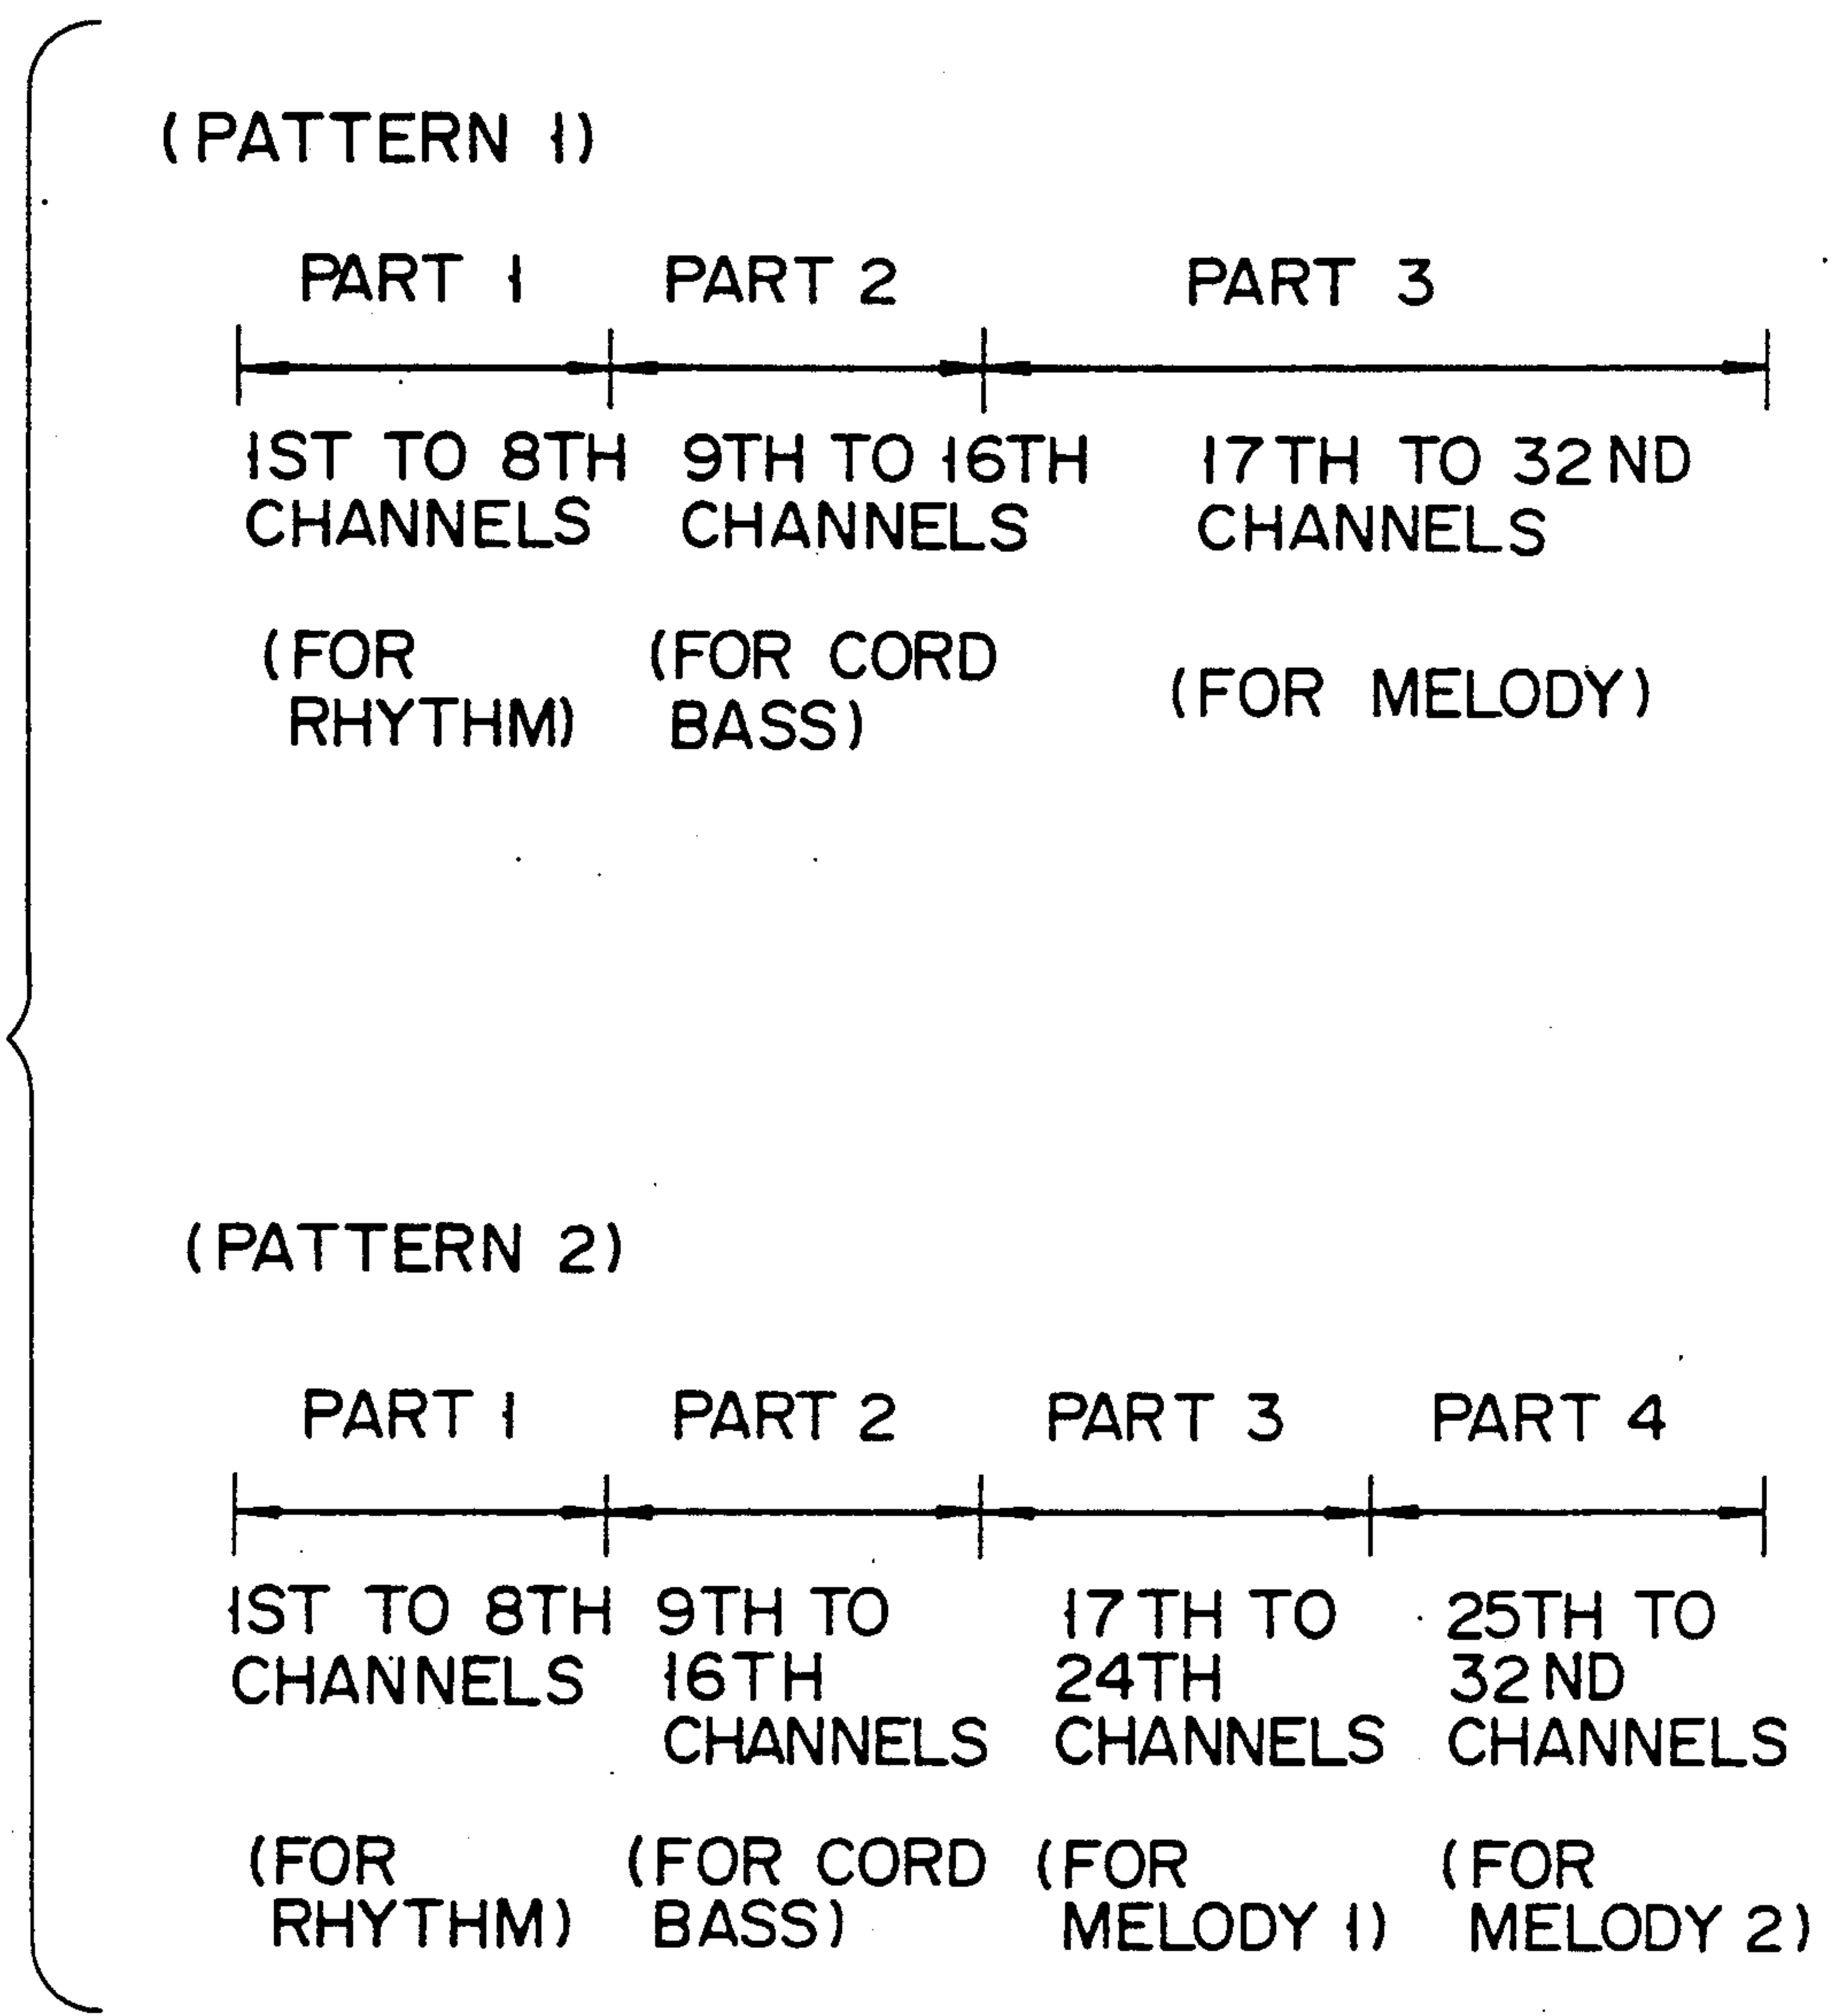 (PATTERN 1)
PART 1 PART 2 PART 3
1ST TO 8TH 9TH TO 16TH 17TH TO 32ND
CHANNELS CHANNELS CHANNELS
(FOR (FOR CORD
RHYTHM) BASS) (FOR MELODY)
(PATTERN 2)
PART 1 PART 2 PART 3 PART 4
1ST TO 8TH 9TH TO 17TH TO 25TH TO
CHANNELS 16TH 24TH 32ND
CHANNELS CHANNELS CHANNELS
(FOR (FOR CORD (FOR (FOR
RHYTHM) BASS) MELODY 1) MELODY 2)